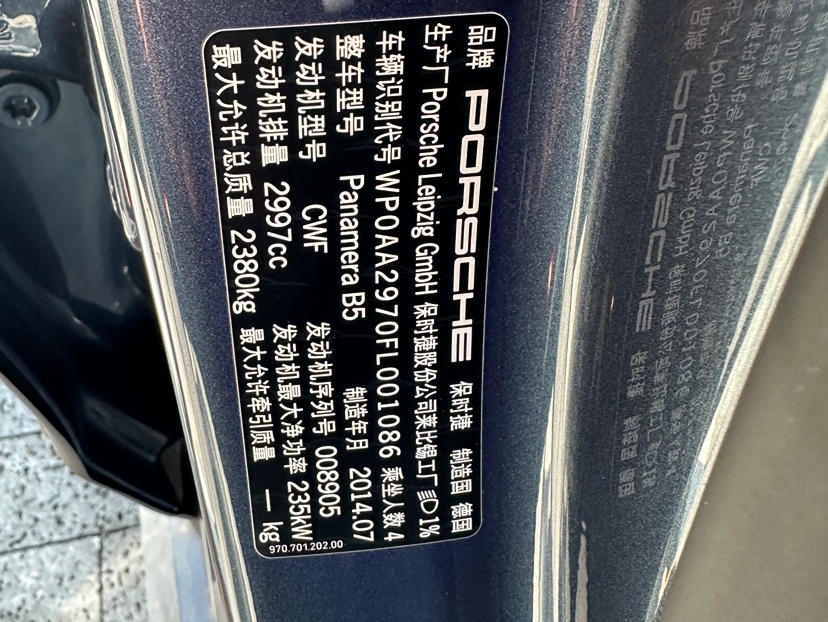 品牌 PORSCHE 保时捷 制造国 德国
生产厂 Porsche Leipzig GmbH 保时捷股份公司莱比锡工厂 1%
车辆识别代号 WP0AA2970FL001086 乘坐人数 4
整车型号 Panamera B5 制造年月 2014.07
发动机型号 CWF 发动机序列号 008905
发动机排量 2997cc 发动机最大净功率 235kW
最大允许总质量 2380kg 最大允许牵引质量 — kg
970.701.202.00